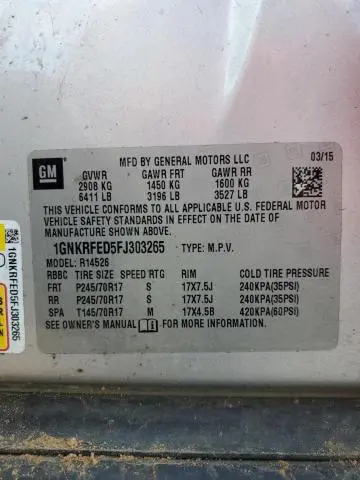 GM
MFD BY GENERAL MOTORS LLC 03/15
GVWR GAWR FRT GAWR RR
2908 KG 1450 KG 1600 KG
6411 LB 3196 LB 3527 LB
THIS VEHICLE CONFORMS TO ALL APPLICABLE U.S. FEDERAL MOTOR
VEHICLE SAFETY STANDARDS IN EFFECT ON THE DATE OF
MANUFACTURE SHOWN ABOVE.
1GNKRFED5FJ303265 TYPE: M.P.V.
MODEL: R14526
RBBC TIRE SIZE SPEED RTG RIM COLD TIRE PRESSURE
FRT P245/70R17 S 17X7.5J 240KPA(35PSI)
RR P245/70R17 S 17X7.5J 240KPA(35PSI)
SPA T145/70R17 M 17X4.5B 420KPA(60PSI)
SEE OWNER'S MANUAL FOR MORE INFORMATION.
1GNKRFED5FJ303265